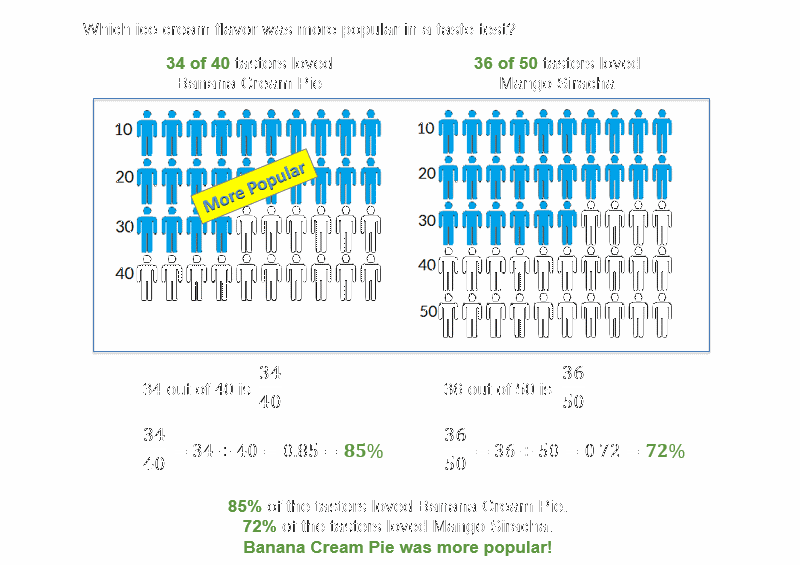 Which ice cream flavor was more popular in a taste test?
34 of 40 tasters loved
Banana Cream Pie
36 of 50 tasters loved
Mango Siracha
10
20
30
40
More Popular
10
20
30
40
50
34 out of 40 is 34/40
36 out of 50 is 36/50
34/40 = 34 ÷ 40 = 0.85 = 85%
36/50 = 36 ÷ 50 = 0.72 = 72%
85% of the tasters loved Banana Cream Pie.
72% of the tasters loved Mango Siracha.
Banana Cream Pie was more popular!